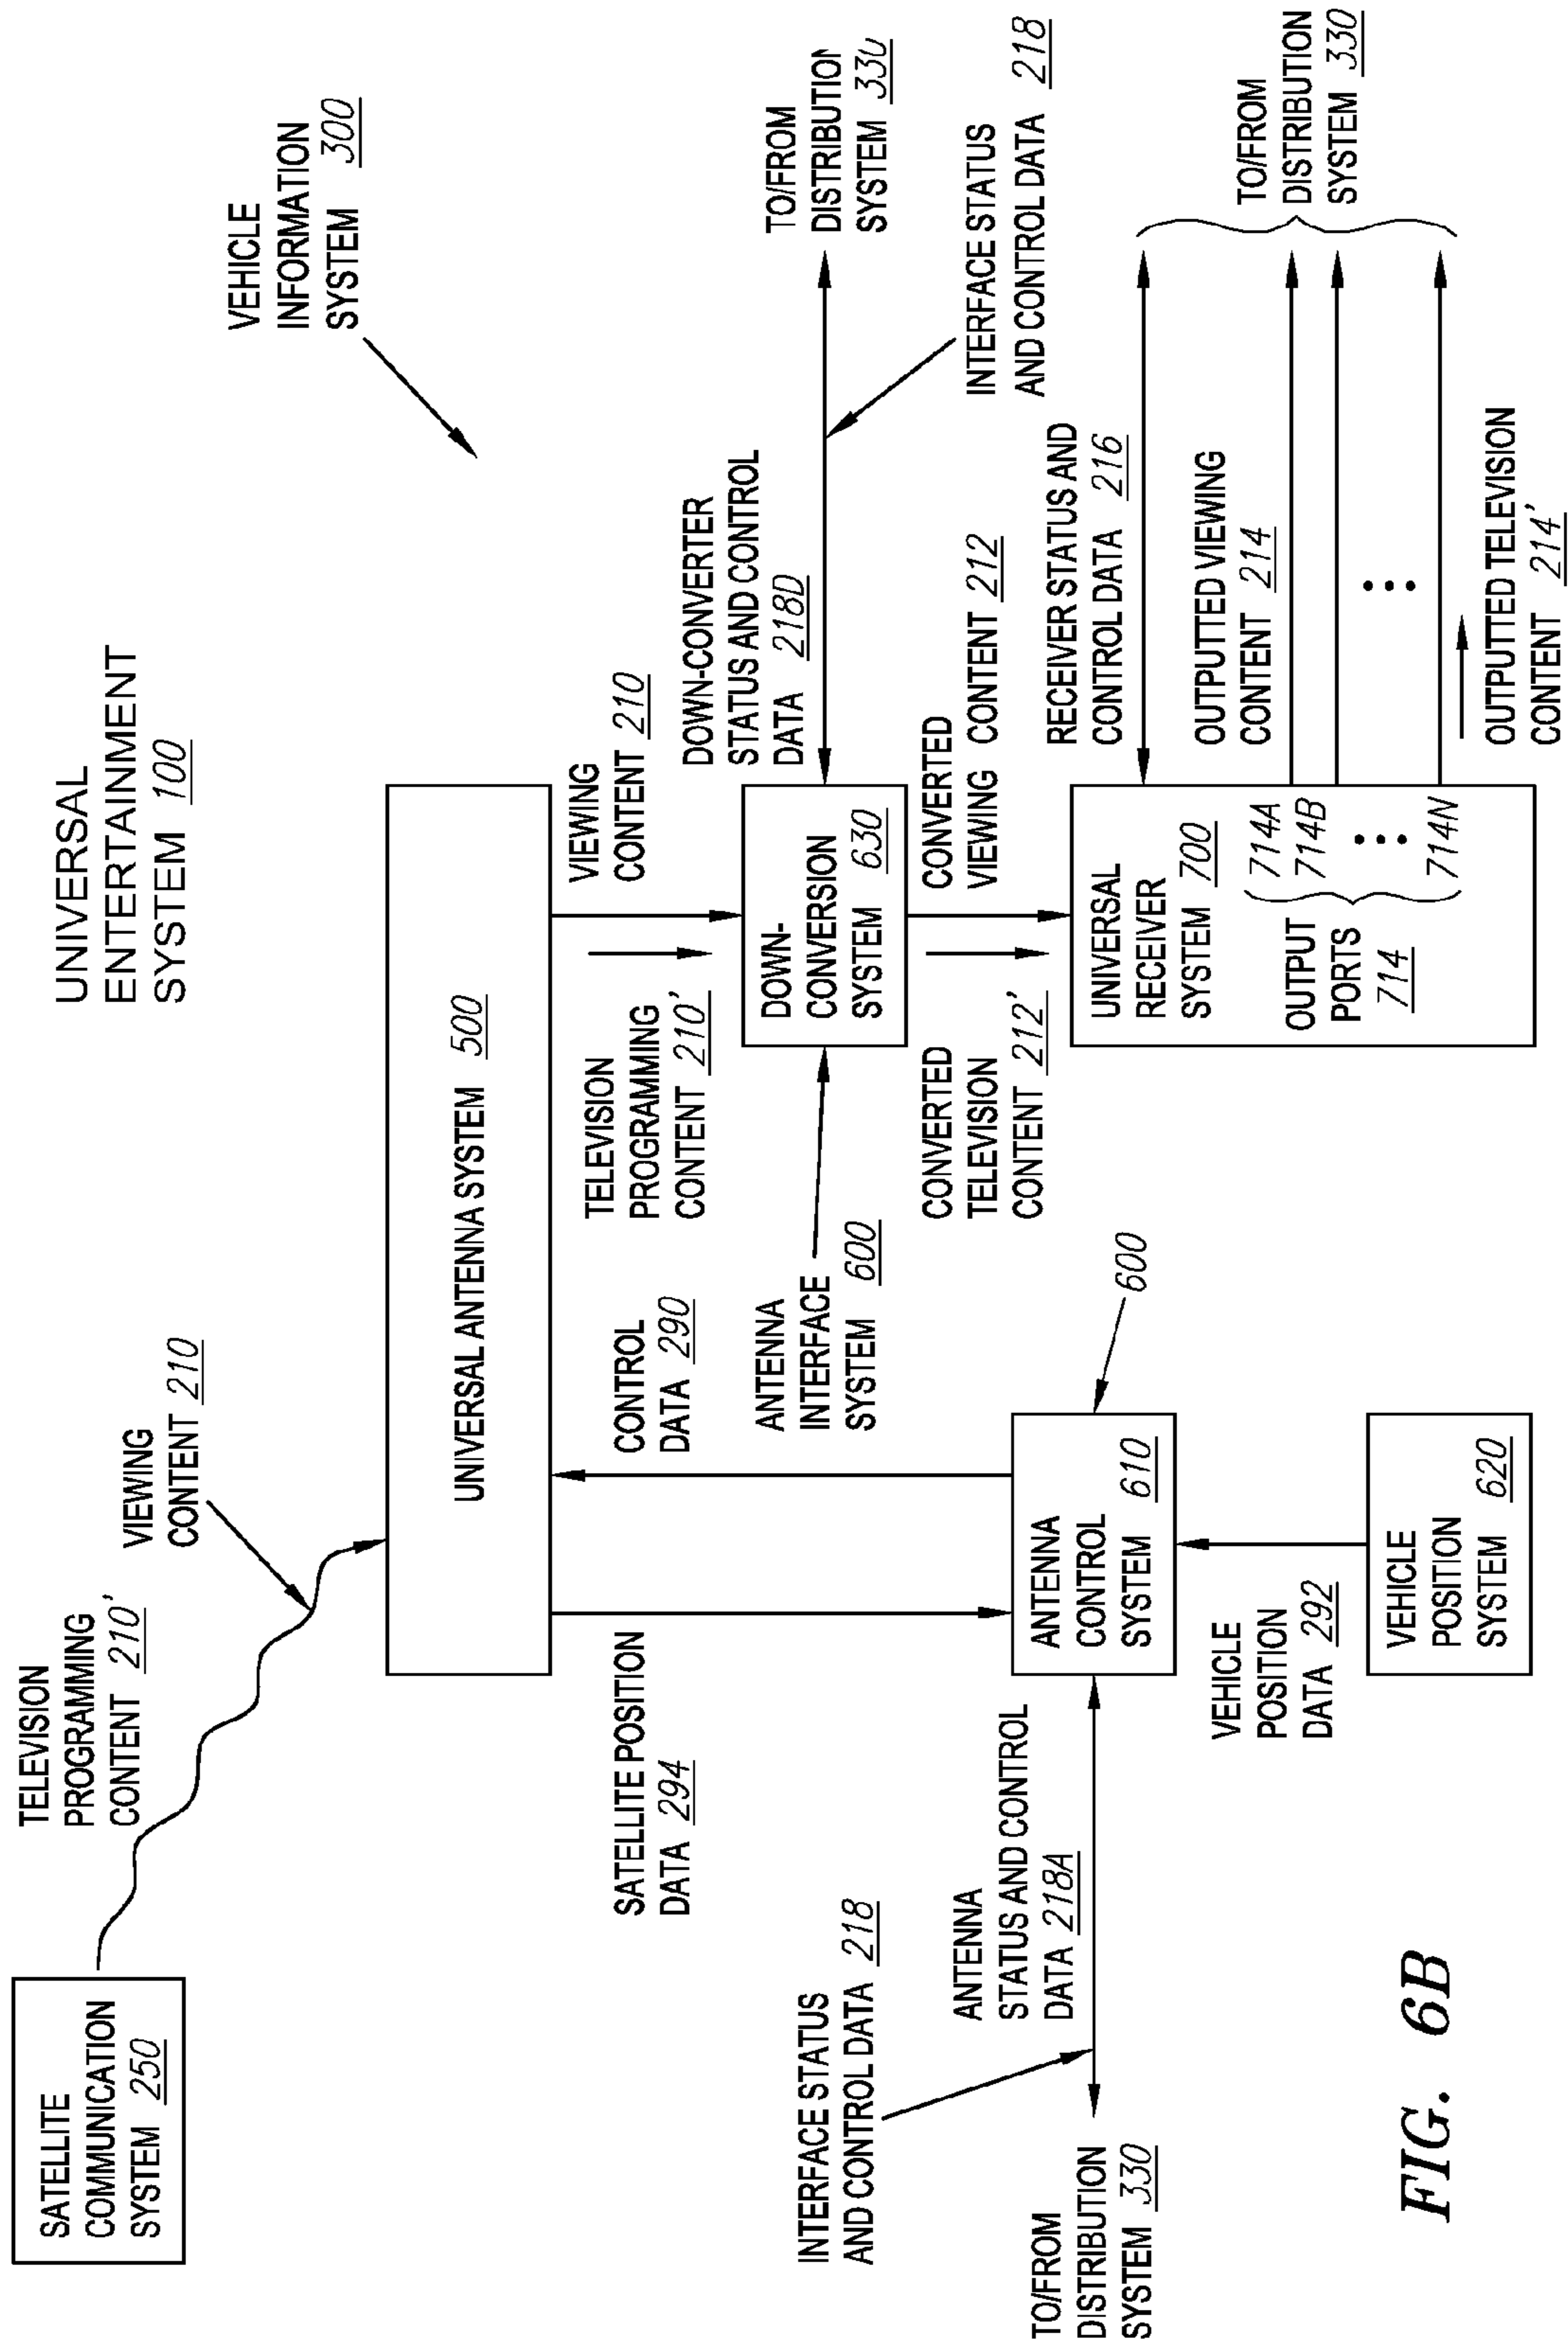 UNIVERSAL
ENTERTAINMENT
SYSTEM 100
VEHICLE
INFORMATION
SYSTEM 300
SATELLITE
COMMUNICATION
SYSTEM 250
TELEVISION
PROGRAMMING
CONTENT 210'
VIEWING
CONTENT 210
UNIVERSAL ANTENNA SYSTEM 500
SATELLITE POSITION
DATA 294
CONTROL
DATA 290
TELEVISION
PROGRAMMING
CONTENT 210'
VIEWING
CONTENT 210
DOWN-CONVERTER
STATUS AND CONTROL
DATA 218D
TO/FROM
DISTRIBUTION
SYSTEM 330
INTERFACE STATUS
AND CONTROL DATA 218
ANTENNA
INTERFACE
SYSTEM 600
DOWN-
CONVERSION
SYSTEM 630
INTERFACE STATUS
AND CONTROL DATA 218
ANTENNA
STATUS AND CONTROL
DATA 218A
TO/FROM
DISTRIBUTION
SYSTEM 330
ANTENNA
CONTROL
SYSTEM 610
600
CONVERTED
TELEVISION
CONTENT 212'
CONVERTED
VIEWING CONTENT 212
RECEIVER STATUS AND
CONTROL DATA 216
OUTPUTTED VIEWING
CONTENT 214
TO/FROM
DISTRIBUTION
SYSTEM 330
UNIVERSAL
RECEIVER
SYSTEM 700
OUTPUT
PORTS
714
714A
714B
714N
OUTPUTTED TELEVISION
CONTENT 214'
VEHICLE
POSITION
DATA 292
VEHICLE
POSITION
SYSTEM 620
FIG. 6B